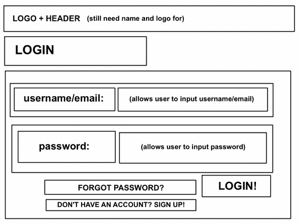 LOGO + HEADER (still need name and logo for)
LOGIN
username/email: (allows user to input username/email)
password: (allows user to input password)
FORGOT PASSWORD? LOGIN!
DON'T HAVE AN ACCOUNT? SIGN UP!